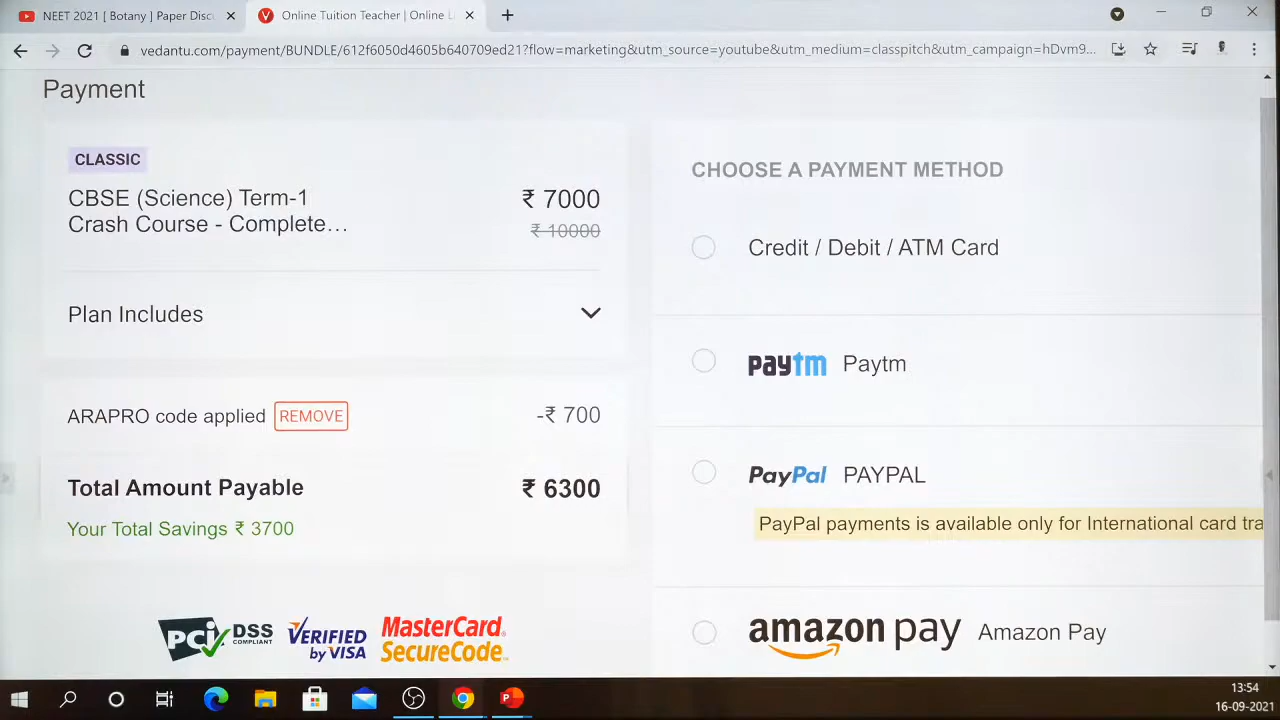 NEET 2021 [ Botany ] Paper Disc
Online Tuition Teacher | Online L
vedantu.com/payment/BUNDLE/612f6050d4605b640709ed21?flow=marketing&utm_source=youtube&utm_medium=classpitch&utm_campaign=hDvm9...
Payment
CLASSIC
CBSE (Science) Term-1
Crash Course - Complete...
₹ 7000
₹ 10000
Plan Includes
ARAPRO code applied REMOVE -₹ 700
Total Amount Payable ₹ 6300
Your Total Savings ₹ 3700
PCI DSS COMPLIANT
VERIFIED by VISA
MasterCard.
SecureCode.
CHOOSE A PAYMENT METHOD
Credit / Debit / ATM Card
paytm Paytm
PayPal PAYPAL
PayPal payments is available only for International card tra
amazon pay Amazon Pay
13:54
16-09-2021